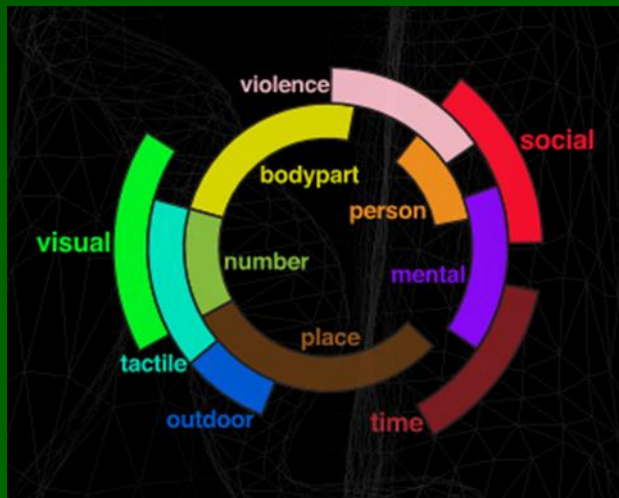 violence
social
bodypart
person
visual
number
mental
place
tactile
outdoor
time